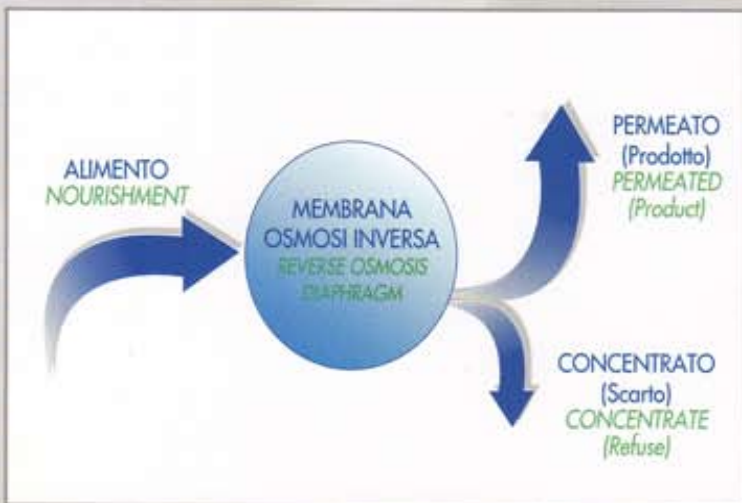 ALIMENTO
NOURISHMENT
MEMBRANA
OSMOSI INVERSA
REVERSE OSMOSIS
DIAPHRAGM
PERMEATO
(Prodotto)
PERMEATED
(Product)
CONCENTRATO
(Scarto)
CONCENTRATE
(Refuse)